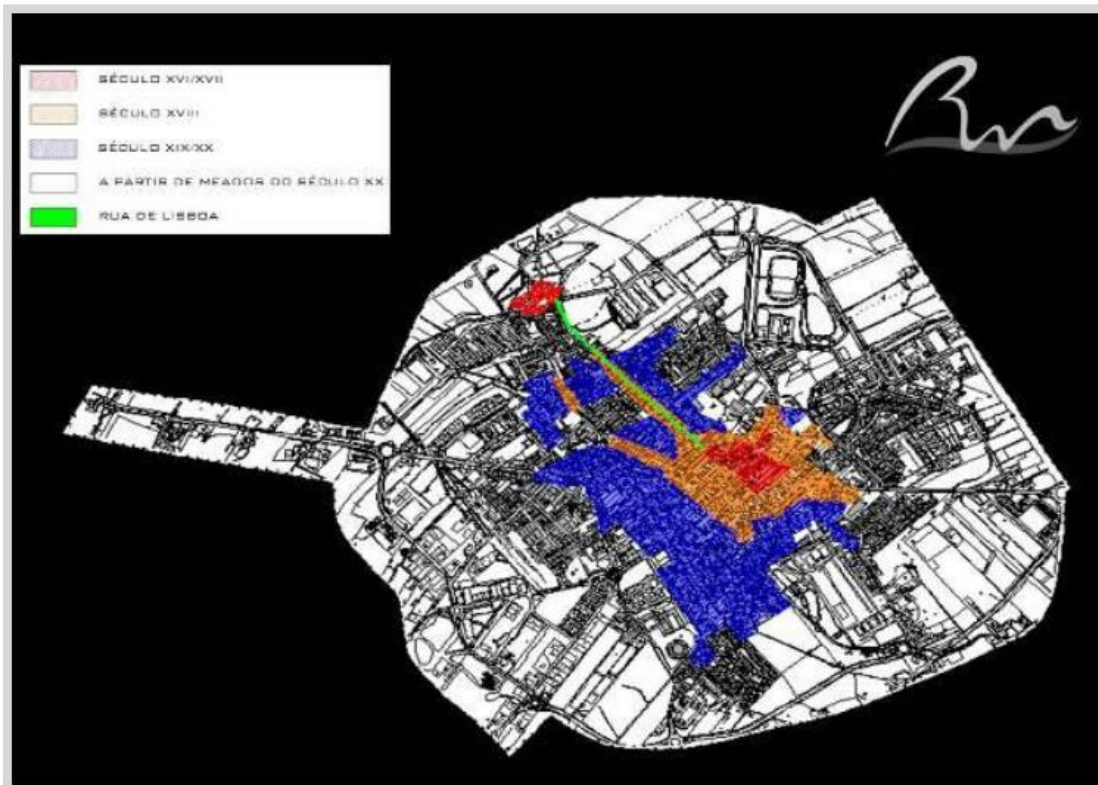 SÉCULO XVI/XVII
SÉCULO XVIII
SÉCULO XIX/XX
A PARTIR DE MEADOS DO SÉCULO XX
RUA DE LISBOA